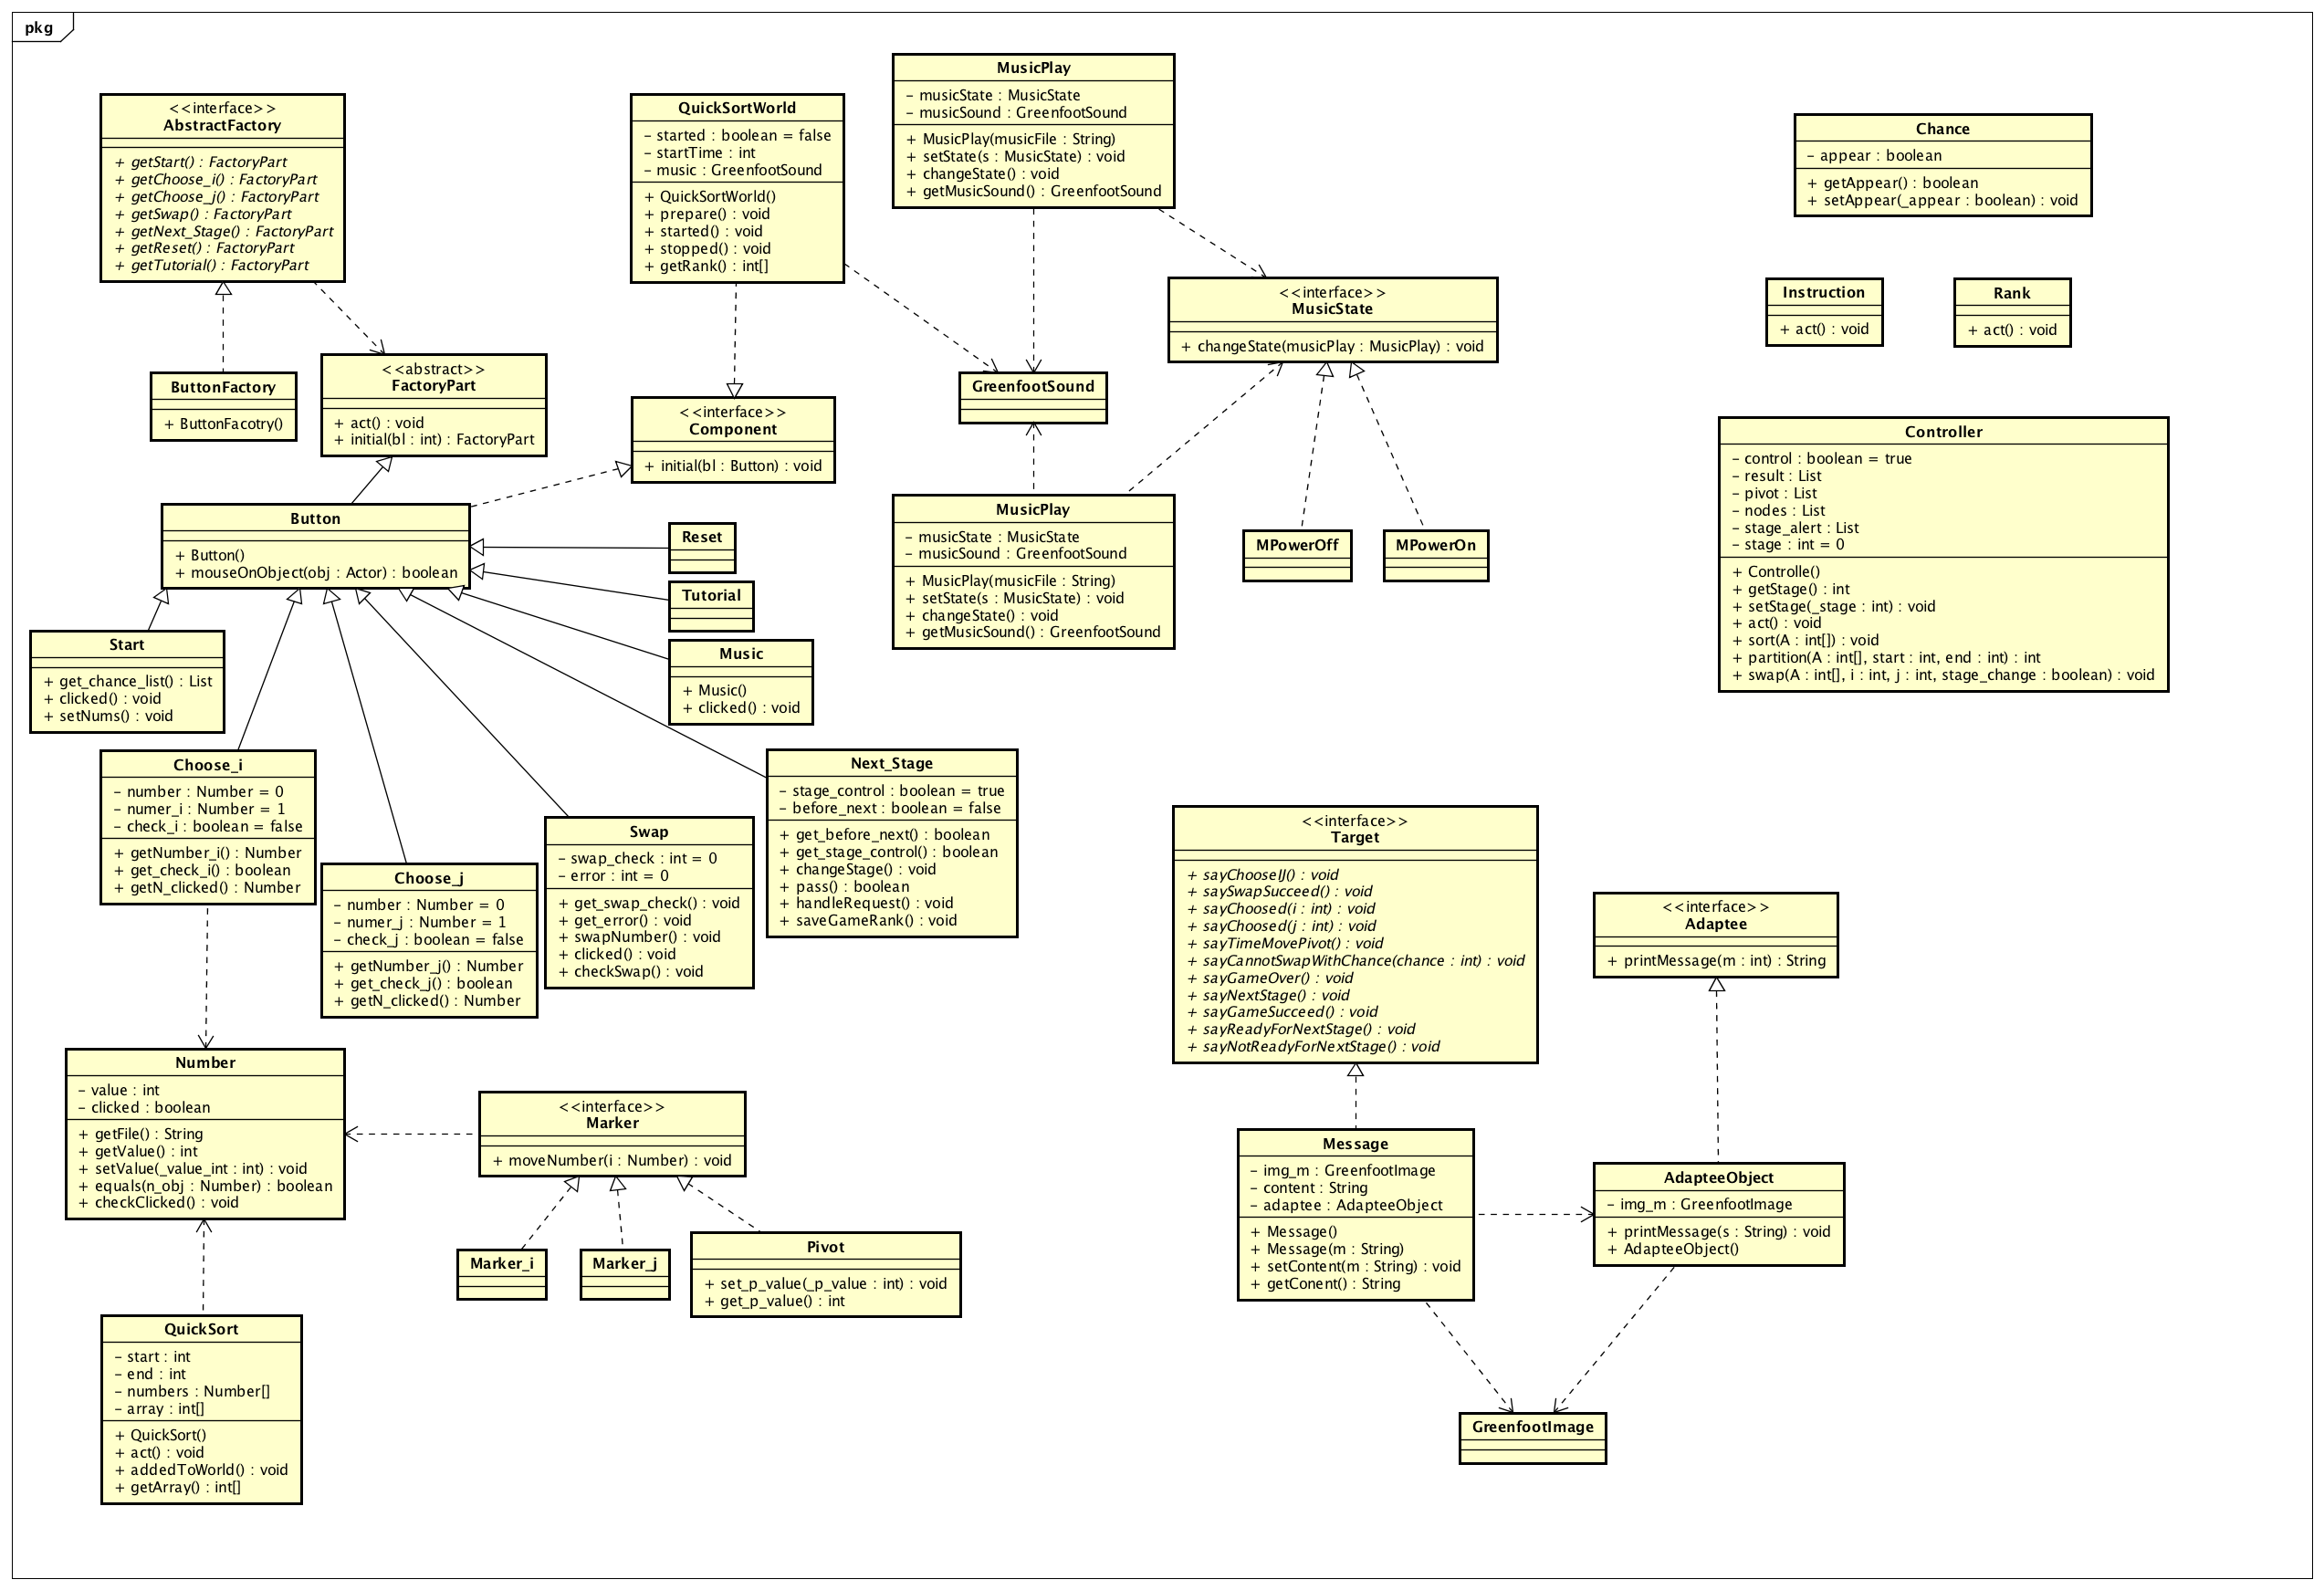 pkg
<<interface>>
AbstractFactory
+ getStart() : FactoryPart
+ getChoose_i() : FactoryPart
+ getChoose_j() : FactoryPart
+ getSwap() : FactoryPart
+ getNext_Stage() : FactoryPart
+ getReset() : FactoryPart
+ getTutorial() : FactoryPart
QuickSortWorld
- started : boolean = false
- startTime : int
- music : GreenfootSound
+ QuickSortWorld()
+ prepare() : void
+ started() : void
+ stopped() : void
+ getRank() : int[]
MusicPlay
- musicState : MusicState
- musicSound : GreenfootSound
+ MusicPlay(musicFile : String)
+ setState(s : MusicState) : void
+ changeState() : void
+ getMusicSound() : GreenfootSound
Chance
- appear : boolean
+ getAppear() : boolean
+ setAppear(_appear : boolean) : void
<<interface>>
MusicState
+ changeState(musicPlay : MusicPlay) : void
Instruction
+ act() : void
Rank
+ act() : void
ButtonFactory
+ ButtonFacotry()
<<abstract>>
FactoryPart
+ act() : void
+ initial(bl : int) : FactoryPart
<<interface>>
Component
+ initial(bl : Button) : void
GreenfootSound
Controller
- control : boolean = true
- result : List
- pivot : List
- nodes : List
- stage_alert : List
- stage : int = 0
+ Controlle()
+ getStage() : int
+ setStage(_stage : int) : void
+ act() : void
+ sort(A : int[]) : void
+ partition(A : int[], start : int, end : int) : int
+ swap(A : int[], i : int, j : int, stage_change : boolean) : void
Button
+ Button()
+ mouseOnObject(obj : Actor) : boolean
Reset
Tutorial
Music
+ Music()
+ clicked() : void
MusicPlay
- musicState : MusicState
- musicSound : GreenfootSound
+ MusicPlay(musicFile : String)
+ setState(s : MusicState) : void
+ changeState() : void
+ getMusicSound() : GreenfootSound
MPowerOff
MPowerOn
Start
+ get_chance_list() : List
+ clicked() : void
+ setNums() : void
Choose_i
- number : Number = 0
- numer_i : Number = 1
- check_i : boolean = false
+ getNumber_i() : Number
+ get_check_i() : boolean
+ getN_clicked() : Number
Choose_j
- number : Number = 0
- numer_j : Number = 1
- check_j : boolean = false
+ getNumber_j() : Number
+ get_check_j() : boolean
+ getN_clicked() : Number
Swap
- swap_check : int = 0
- error : int = 0
+ get_swap_check() : void
+ get_error() : void
+ swapNumber() : void
+ clicked() : void
+ checkSwap() : void
Next_Stage
- stage_control : boolean = true
- before_next : boolean = false
+ get_before_next() : boolean
+ get_stage_control() : boolean
+ changeStage() : void
+ pass() : boolean
+ handleRequest() : void
+ saveGameRank() : void
<<interface>>
Target
+ sayChooseIJ() : void
+ saySwapSucceed() : void
+ sayChoosed(i : int) : void
+ sayChoosed(j : int) : void
+ sayTimeMovePivot() : void
+ sayCannotSwapWithChance(chance : int) : void
+ sayGameOver() : void
+ sayNextStage() : void
+ sayGameSucceed() : void
+ sayReadyForNextStage() : void
+ sayNotReadyForNextStage() : void
<<interface>>
Adaptee
+ printMessage(m : int) : String
Number
- value : int
- clicked : boolean
+ getFile() : String
+ getValue() : int
+ setValue(_value_int : int) : void
+ equals(n_obj : Number) : boolean
+ checkClicked() : void
<<interface>>
Marker
+ moveNumber(i : Number) : void
Marker_i
Marker_j
Pivot
+ set_p_value(_p_value : int) : void
+ get_p_value() : int
Message
- img_m : GreenfootImage
- content : String
- adaptee : AdapteeObject
+ Message()
+ Message(m : String)
+ setContent(m : String) : void
+ getConent() : String
AdapteeObject
- img_m : GreenfootImage
+ printMessage(s : String) : void
+ AdapteeObject()
QuickSort
- start : int
- end : int
- numbers : Number[]
- array : int[]
+ QuickSort()
+ act() : void
+ addedToWorld() : void
+ getArray() : int[]
GreenfootImage